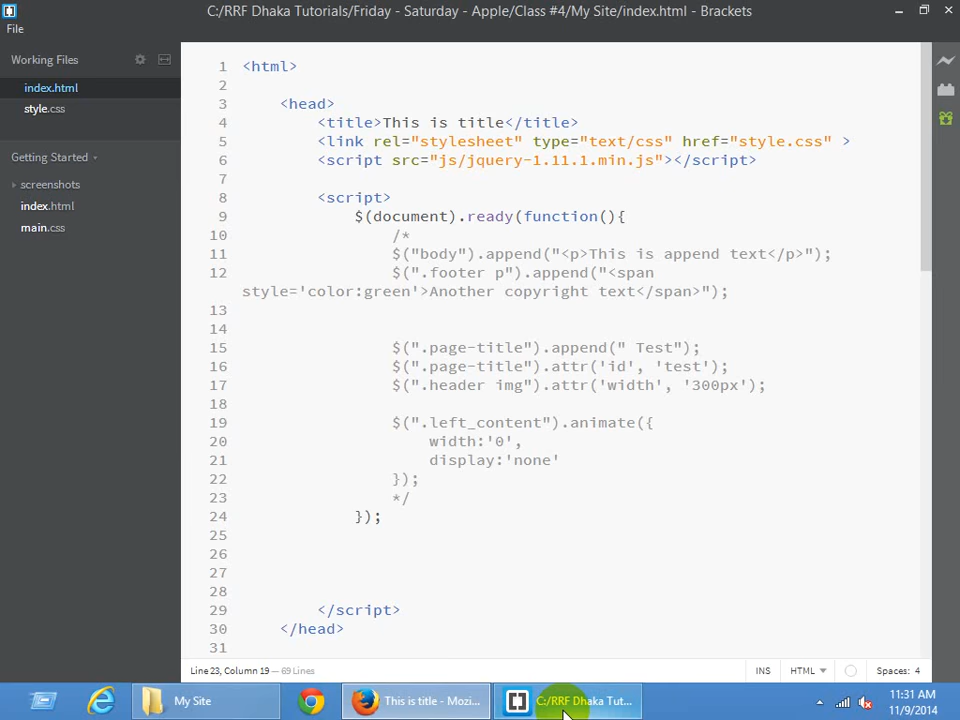 C:/RRF Dhaka Tutorials/Friday - Saturday - Apple/Class #4/My Site/index.html - Brackets
File
Working Files
index.html
style.css
Getting Started
screenshots
index.html
main.css
1 <html>
2
3 <head>
4 <title>This is title</title>
5 <link rel="stylesheet" type="text/css" href="style.css" >
6 <script src="js/jquery-1.11.1.min.js"></script>
7
8 <script>
9 $(document).ready(function(){
10 /*
11 $("body").append("<p>This is append text</p>");
12 $(".footer p").append("<span
style='color:green'>Another copyright text</span>");
13
14
15 $(".page-title").append(" Test");
16 $(".page-title").attr('id', 'test');
17 $(".header img").attr('width', '300px');
18
19 $(".left_content").animate({
20 width:'0',
21 display:'none'
22 });
23 */
24 });
25
26
27
28
29 </script>
30 </head>
31
Line 23, Column 19 — 69 Lines
INS
HTML
Spaces: 4
My Site
This is title - Mozi...
C:/RRF Dhaka Tut...
11:31 AM
11/9/2014